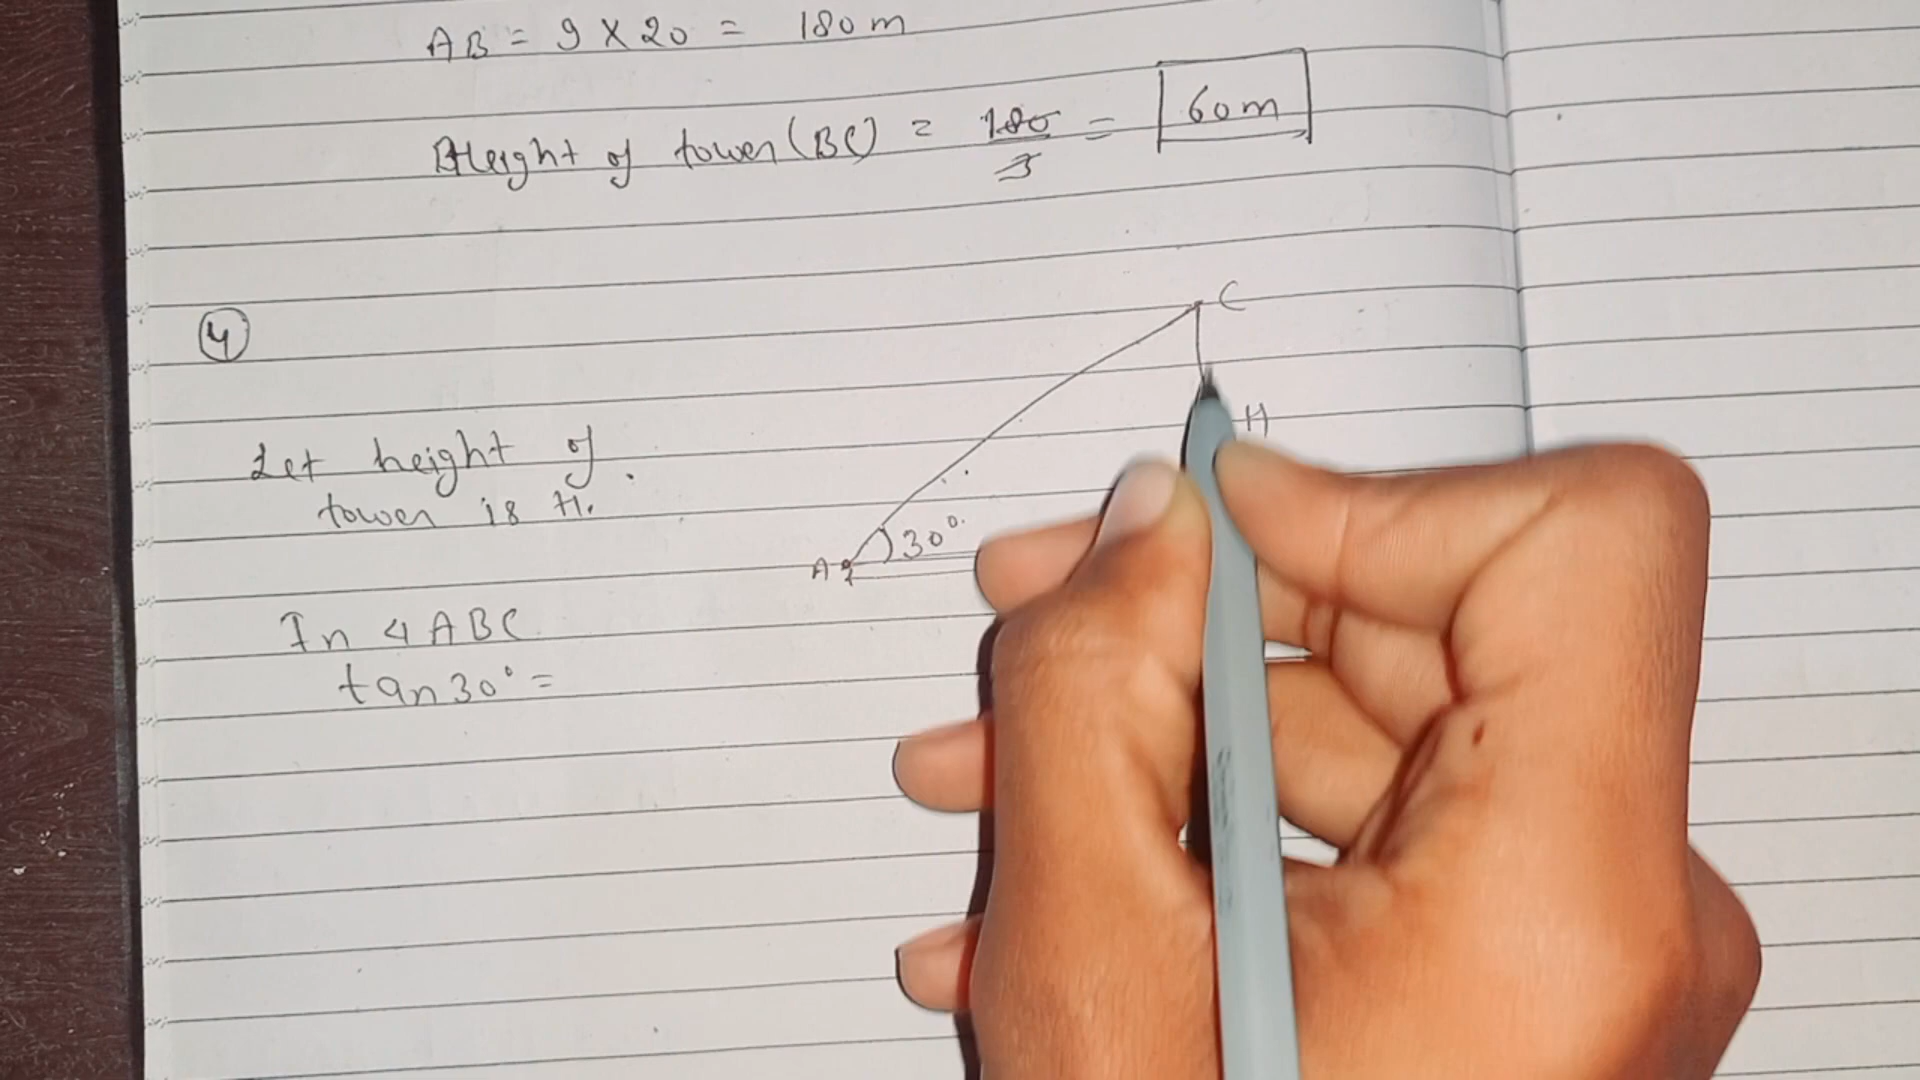 AB = 9 X 20 = 180 m
Height of tower (BC) = 180/3 = 60 m
4
C
H
Let height of
tower is H.
30°
A
In △ABC
tan 30° =